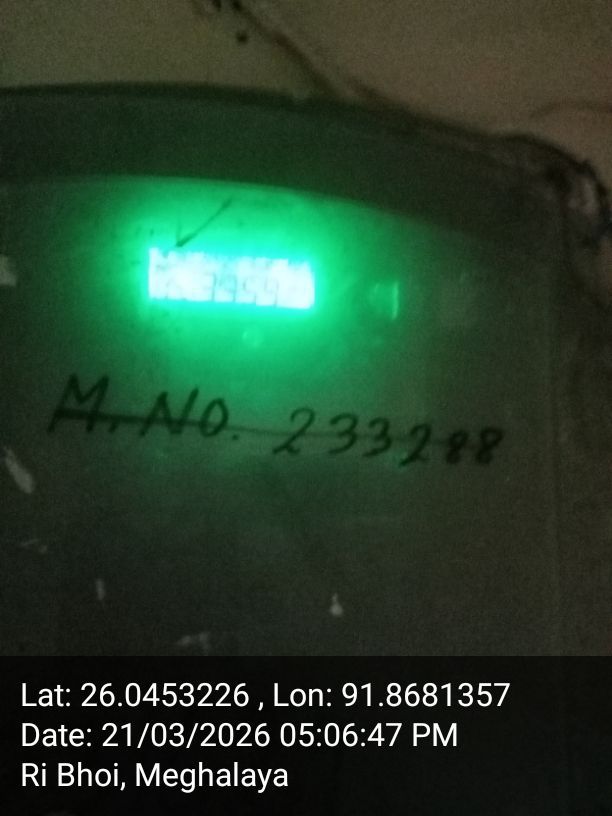 M. NO. 233288
Lat: 26.0453226 , Lon: 91.8681357
Date: 21/03/2026 05:06:47 PM
Ri Bhoi, Meghalaya